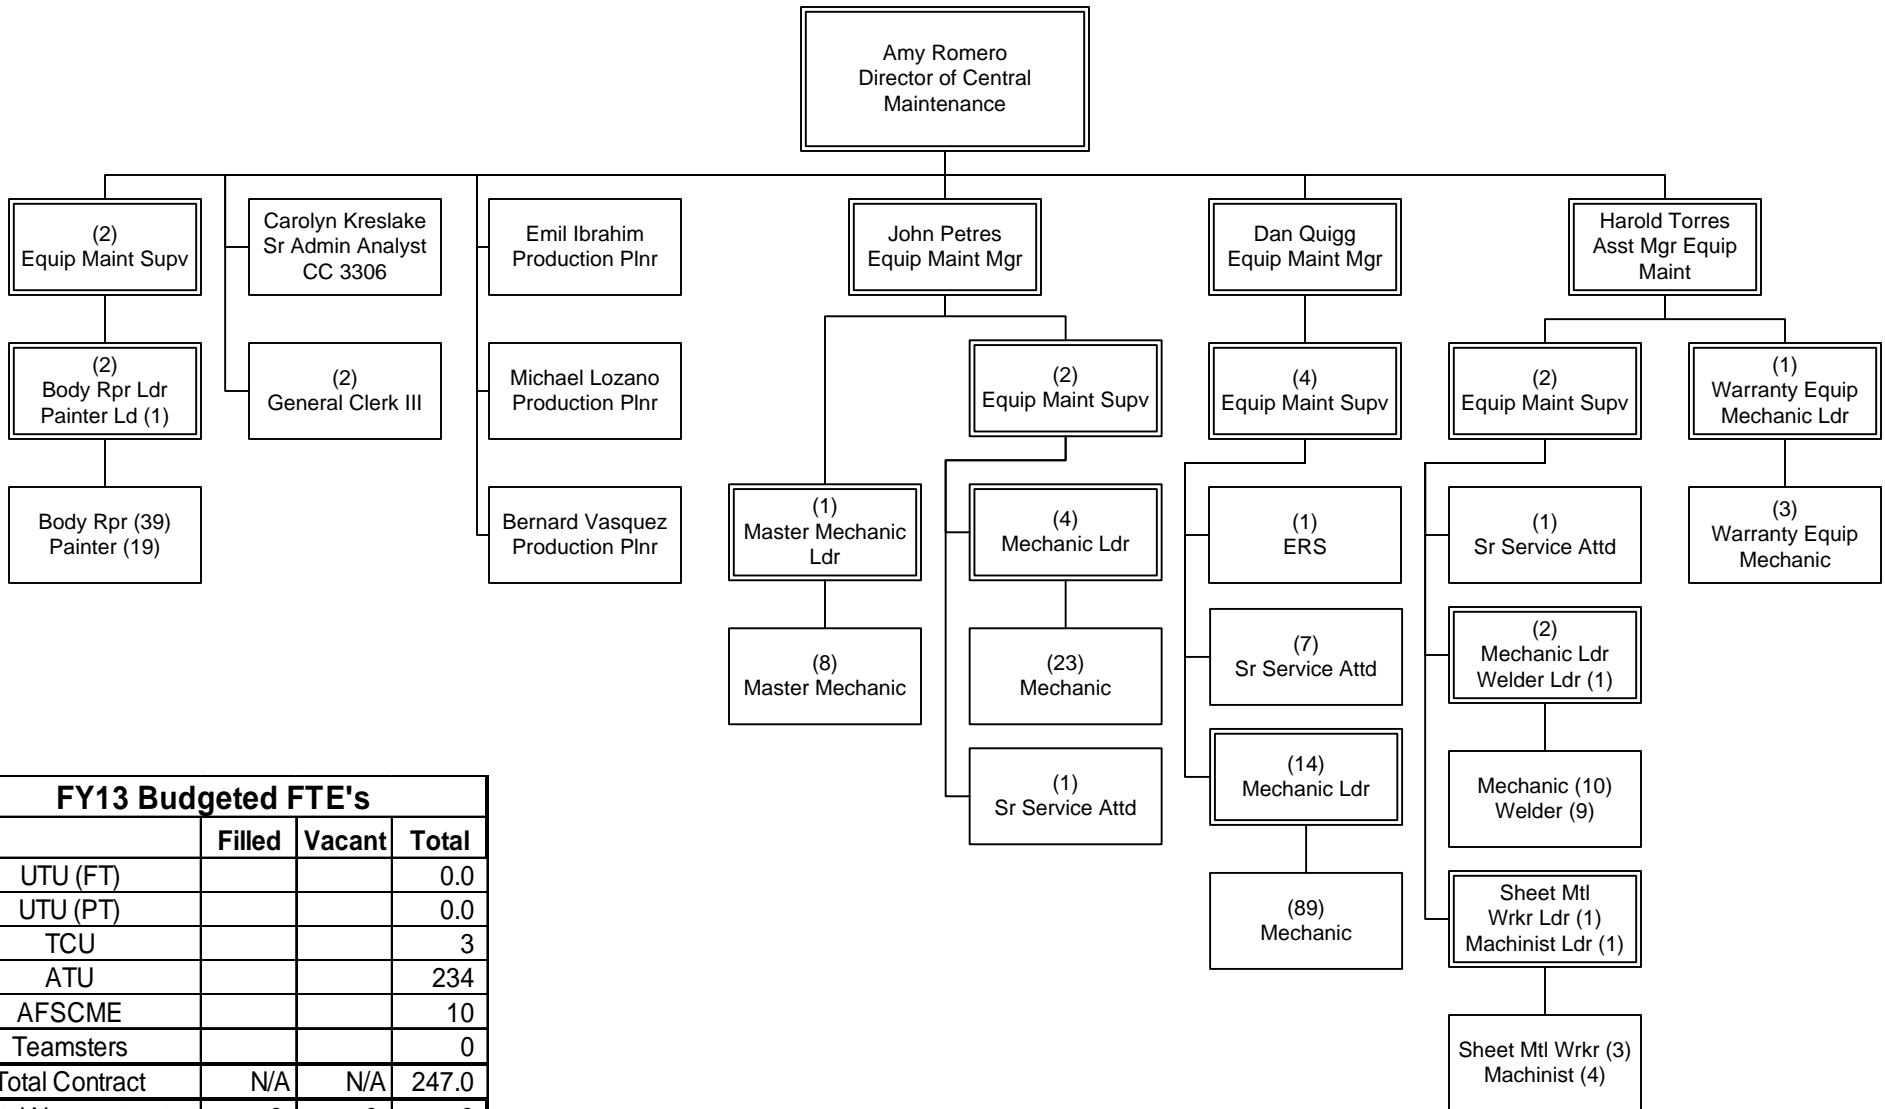 Amy Romero
Director of Central
Maintenance
(2)
Equip Maint Supv
Carolyn Kreslake
Sr Admin Analyst
CC 3306
Emil Ibrahim
Production Plnr
John Petres
Equip Maint Mgr
Dan Quigg
Equip Maint Mgr
Harold Torres
Asst Mgr Equip
Maint
(2)
Body Rpr Ldr
Painter Ld (1)
(2)
General Clerk III
Michael Lozano
Production Plnr
(2)
Equip Maint Supv
(4)
Equip Maint Supv
(2)
Equip Maint Supv
(1)
Warranty Equip
Mechanic Ldr
Body Rpr (39)
Painter (19)
Bernard Vasquez
Production Plnr
(1)
Master Mechanic
Ldr
(4)
Mechanic Ldr
(1)
ERS
(1)
Sr Service Attd
(3)
Warranty Equip
Mechanic
(8)
Master Mechanic
(23)
Mechanic
(7)
Sr Service Attd
(2)
Mechanic Ldr
Welder Ldr (1)
(1)
Sr Service Attd
(14)
Mechanic Ldr
Mechanic (10)
Welder (9)
(89)
Mechanic
Sheet Mtl
Wrkr Ldr (1)
Machinist Ldr (1)
Sheet Mtl Wrkr (3)
Machinist (4)
FY13 Budgeted FTE's
Filled Vacant Total
UTU (FT) 0.0
UTU (PT) 0.0
TCU 3
ATU 234
AFSCME 10
Teamsters 0
Total Contract N/A N/A 247.0